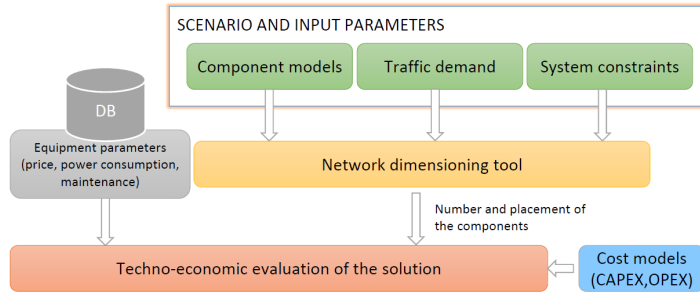 SCENARIO AND INPUT PARAMETERS
Component models
Traffic demand
System constraints
DB
Equipment parameters
(price, power consumption,
maintenance)
Network dimensioning tool
Number and placement of
the components
Techno-economic evaluation of the solution
Cost models
(CAPEX,OPEX)